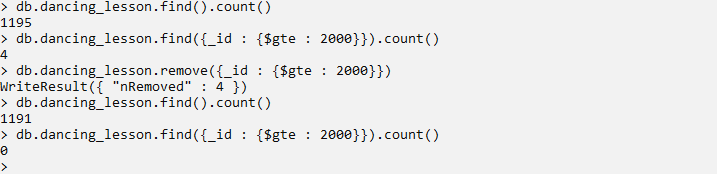 > db.dancing_lesson.find().count()
1195
> db.dancing_lesson.find({_id : {$gte : 2000}}).count()
4
> db.dancing_lesson.remove({_id : {$gte : 2000}})
WriteResult({ "nRemoved" : 4 })
> db.dancing_lesson.find().count()
1191
> db.dancing_lesson.find({_id : {$gte : 2000}}).count()
0
>